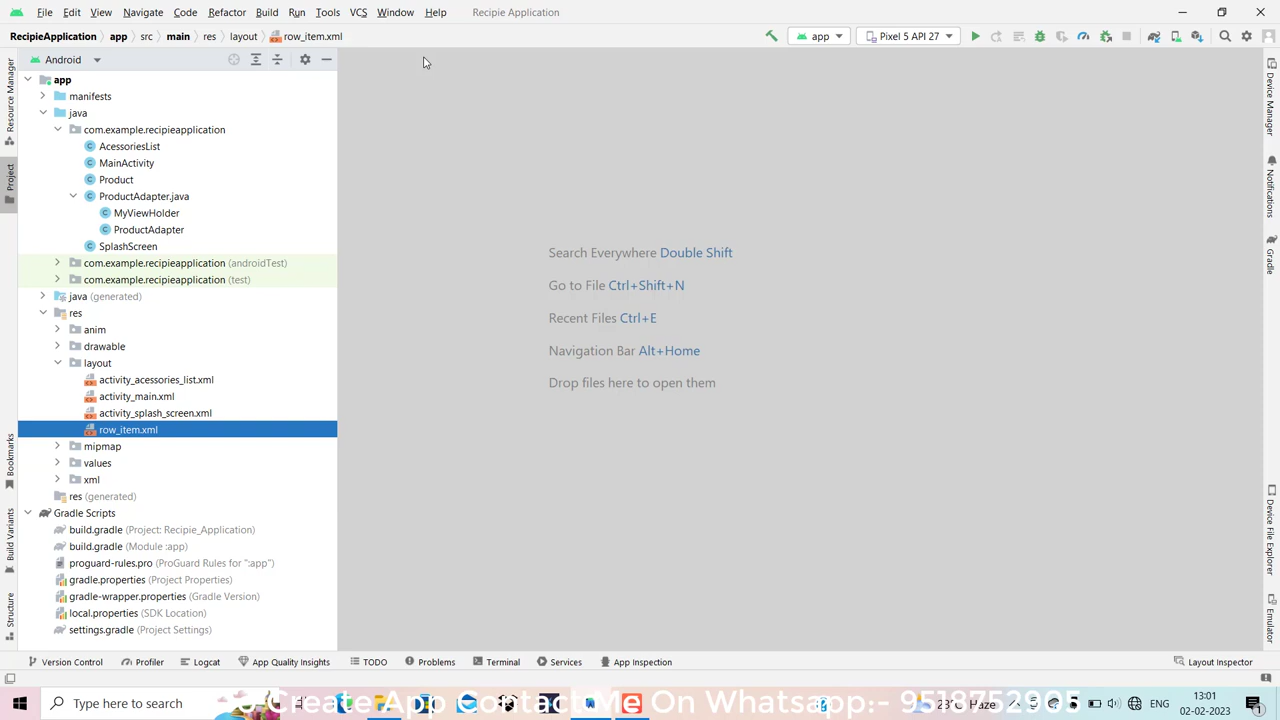 File Edit View Navigate Code Refactor Build Run Tools VCS Window Help Recipie Application
RecipieApplication app src main res layout row_item.xml app Pixel 5 API 27
Android
app
manifests
java
com.example.recipieapplication
AcessoriesList
MainActivity
Product
ProductAdapter.java
MyViewHolder
ProductAdapter
SplashScreen
com.example.recipieapplication (androidTest)
com.example.recipieapplication (test)
java (generated)
res
anim
drawable
layout
activity_acessories_list.xml
activity_main.xml
activity_splash_screen.xml
row_item.xml
mipmap
values
xml
res (generated)
Gradle Scripts
build.gradle (Project: Recipie_Application)
build.gradle (Module :app)
proguard-rules.pro (ProGuard Rules for ":app")
gradle.properties (Project Properties)
gradle-wrapper.properties (Gradle Version)
local.properties (SDK Location)
settings.gradle (Project Settings)
Resource Manager
Project
Bookmarks
Build Variants
Structure
Search Everywhere Double Shift
Go to File Ctrl+Shift+N
Recent Files Ctrl+E
Navigation Bar Alt+Home
Drop files here to open them
Device Manager
Notifications
Gradle
Device File Explorer
Emulator
Version Control Profiler Logcat App Quality Insights TODO Problems Terminal Services App Inspection Layout Inspector
Type here to search
To Create App Contact Me On Whatsapp:- 9518752905
Haze ENG
13:01
02-02-2023